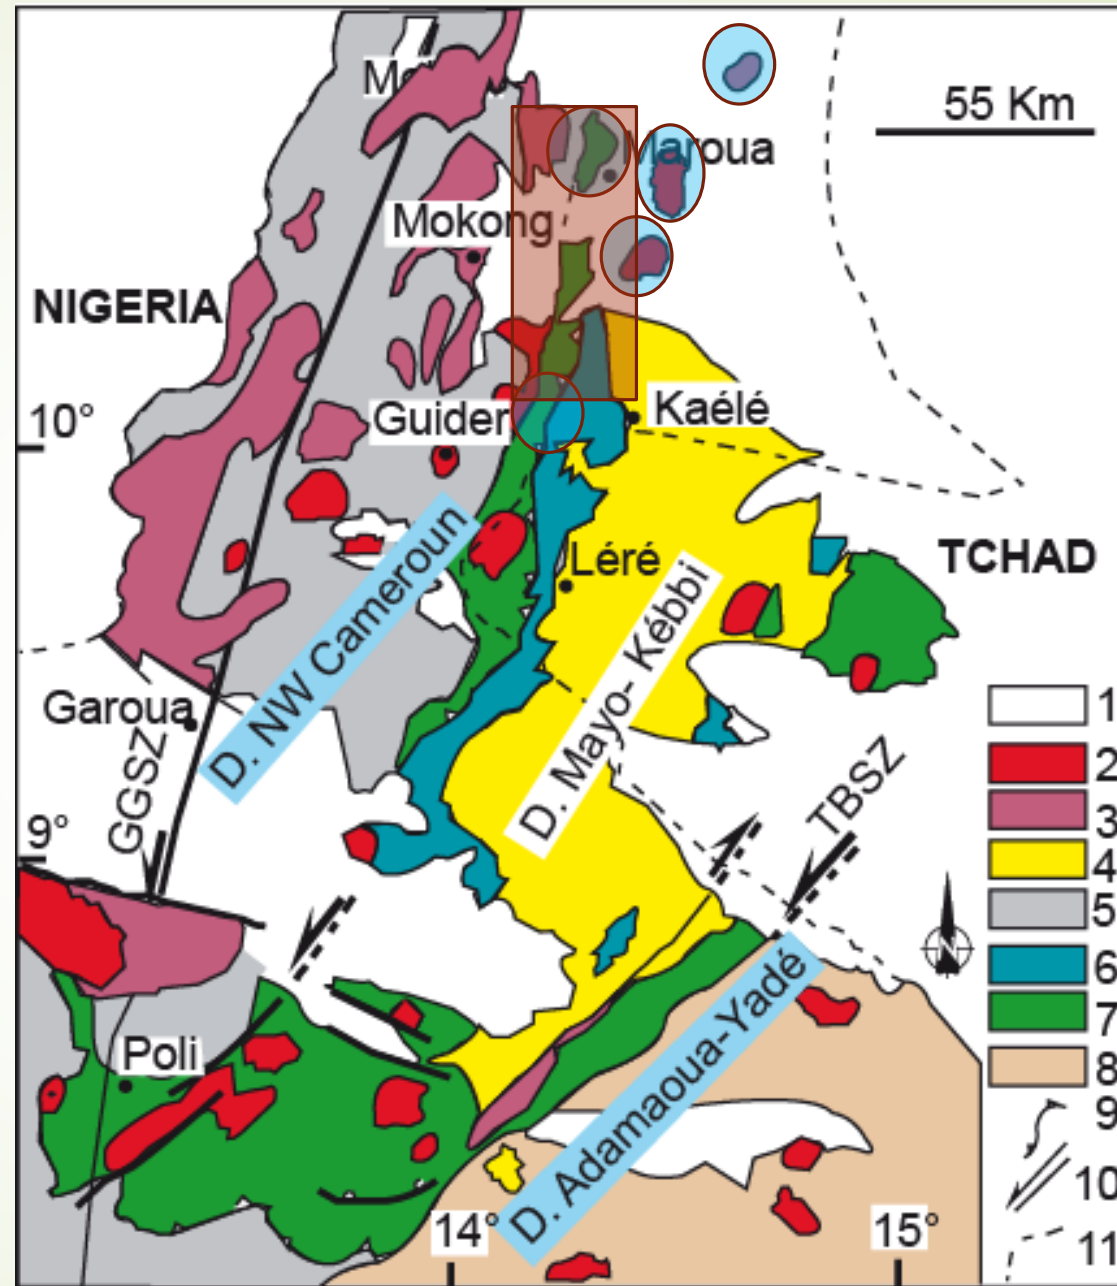 55 Km
Maroua
Mokong
NIGERIA
10°
Guider
Kaélé
Léré
TCHAD
D. NW Cameroun
D. Mayo- Kébbi
Garoua
GGSZ
TBSZ
9°
Poli
D. Adamaoua-Yadé
14°
15°
1
2
3
4
5
6
7
8
9
10
11